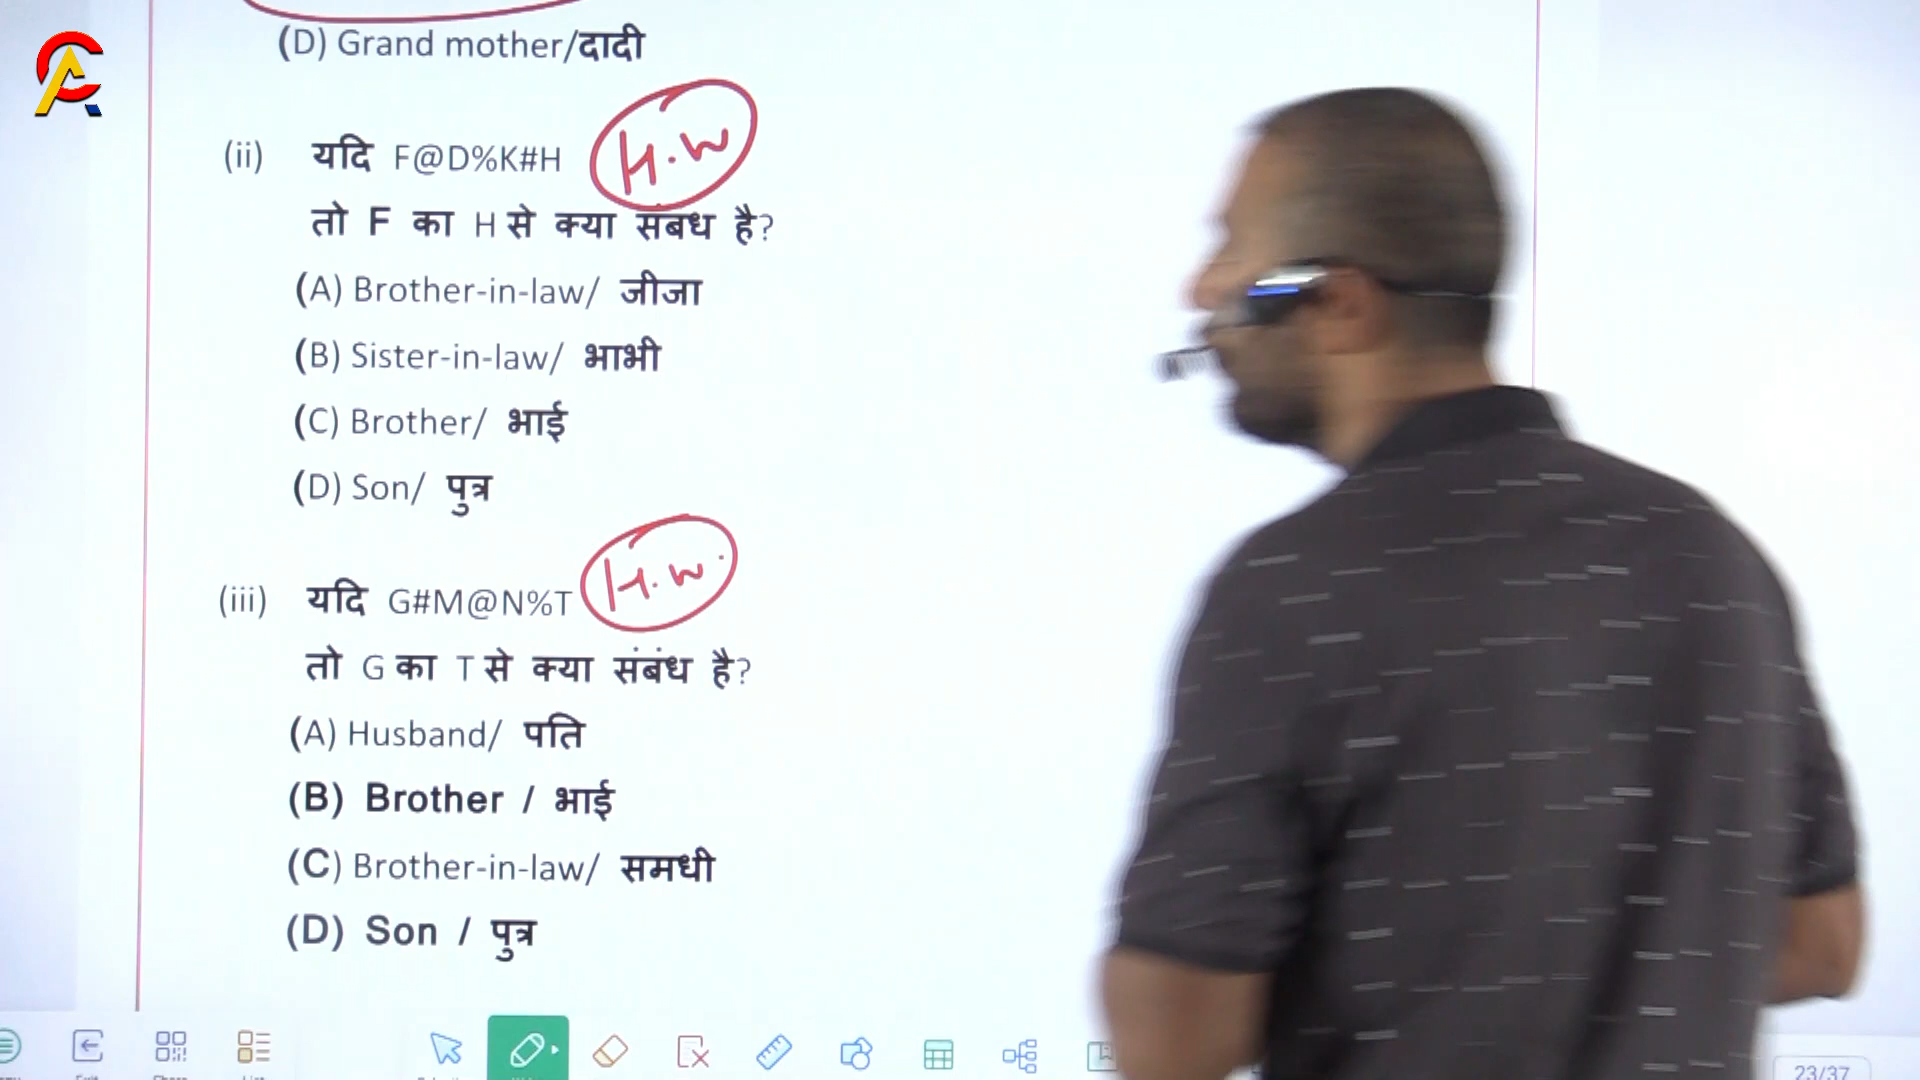 (D) Grand mother/दादी
(ii) यदि F@D%K#H H.W
तो F का H से क्या संबंध है?
(A) Brother-in-law/ जीजा
(B) Sister-in-law/ भाभी
(C) Brother/ भाई
(D) Son/ पुत्र
(iii) यदि G#M@N%T H.W.
तो G का T से क्या संबंध है?
(A) Husband/ पति
(B) Brother / भाई
(C) Brother-in-law/ समधी
(D) Son / पुत्र
23/37